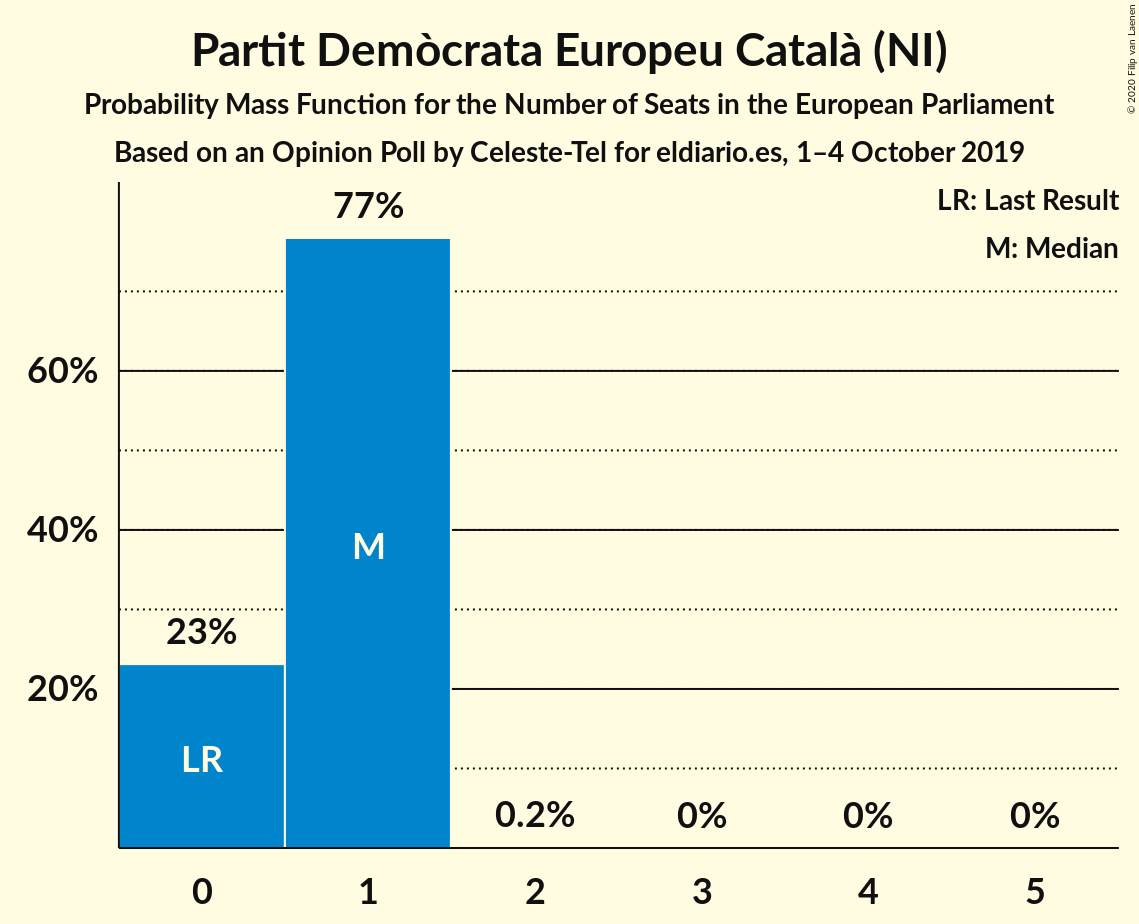 Partit Demòcrata Europeu Català (NI)
Probability Mass Function for the Number of Seats in the European Parliament
Based on an Opinion Poll by Celeste-Tel for eldiario.es, 1–4 October 2019
© 2020 Filip van Laenen
LR: Last Result
M: Median
77%
60%
40%
M
23%
20%
LR
0.2%
0%
0%
0%
0
1
2
3
4
5